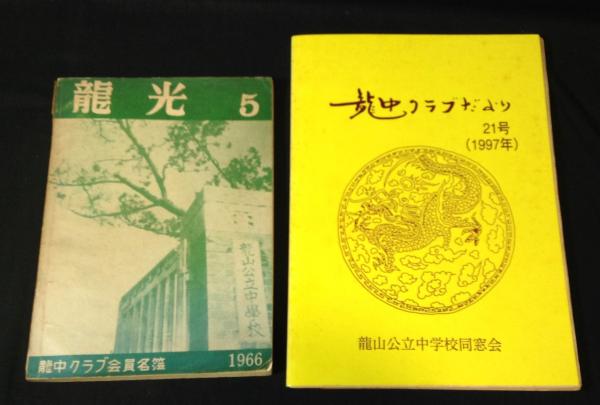 龍光 5
龍山公立中學校
龍中クラブ会員名簿 1966
龍中クラブだより
21号
(1997年)
龍山公立中学校同窓会